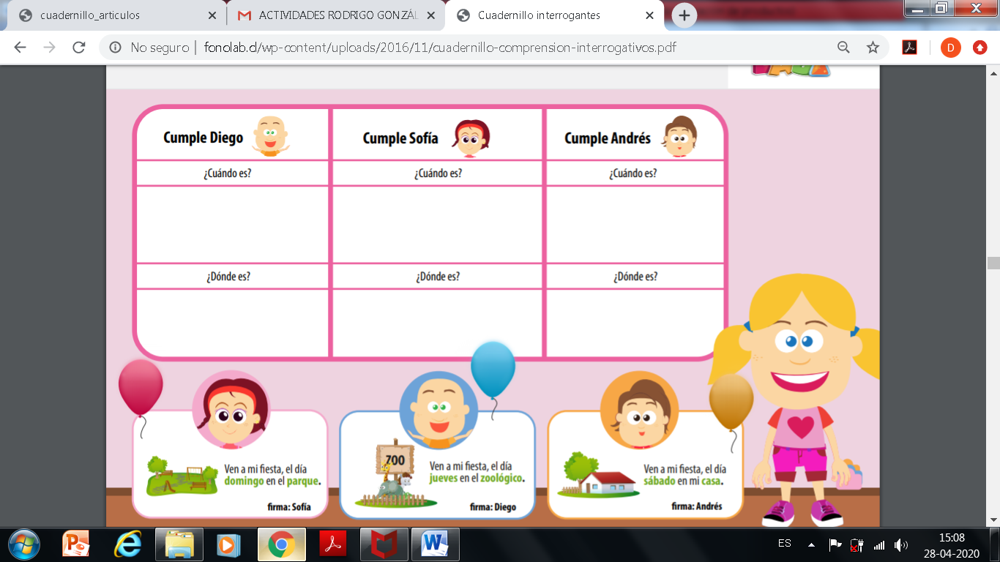 cuadernillo_articulos
ACTIVIDADES RODRIGO GONZÁL
Cuadernillo interrogantes
No seguro | fonolab.cl/wp-content/uploads/2016/11/cuadernillo-comprension-interrogativos.pdf
D
Cumple Diego
Cumple Sofía
Cumple Andrés
¿Cuándo es?
¿Cuándo es?
¿Cuándo es?
¿Dónde es?
¿Dónde es?
¿Dónde es?
Ven a mi fiesta, el día
domingo en el parque.
firma: Sofía
ZOO
Ven a mi fiesta, el día
jueves en el zoológico.
firma: Diego
Ven a mi fiesta, el día
sábado en mi casa.
firma: Andrés
ES
15:08
28-04-2020